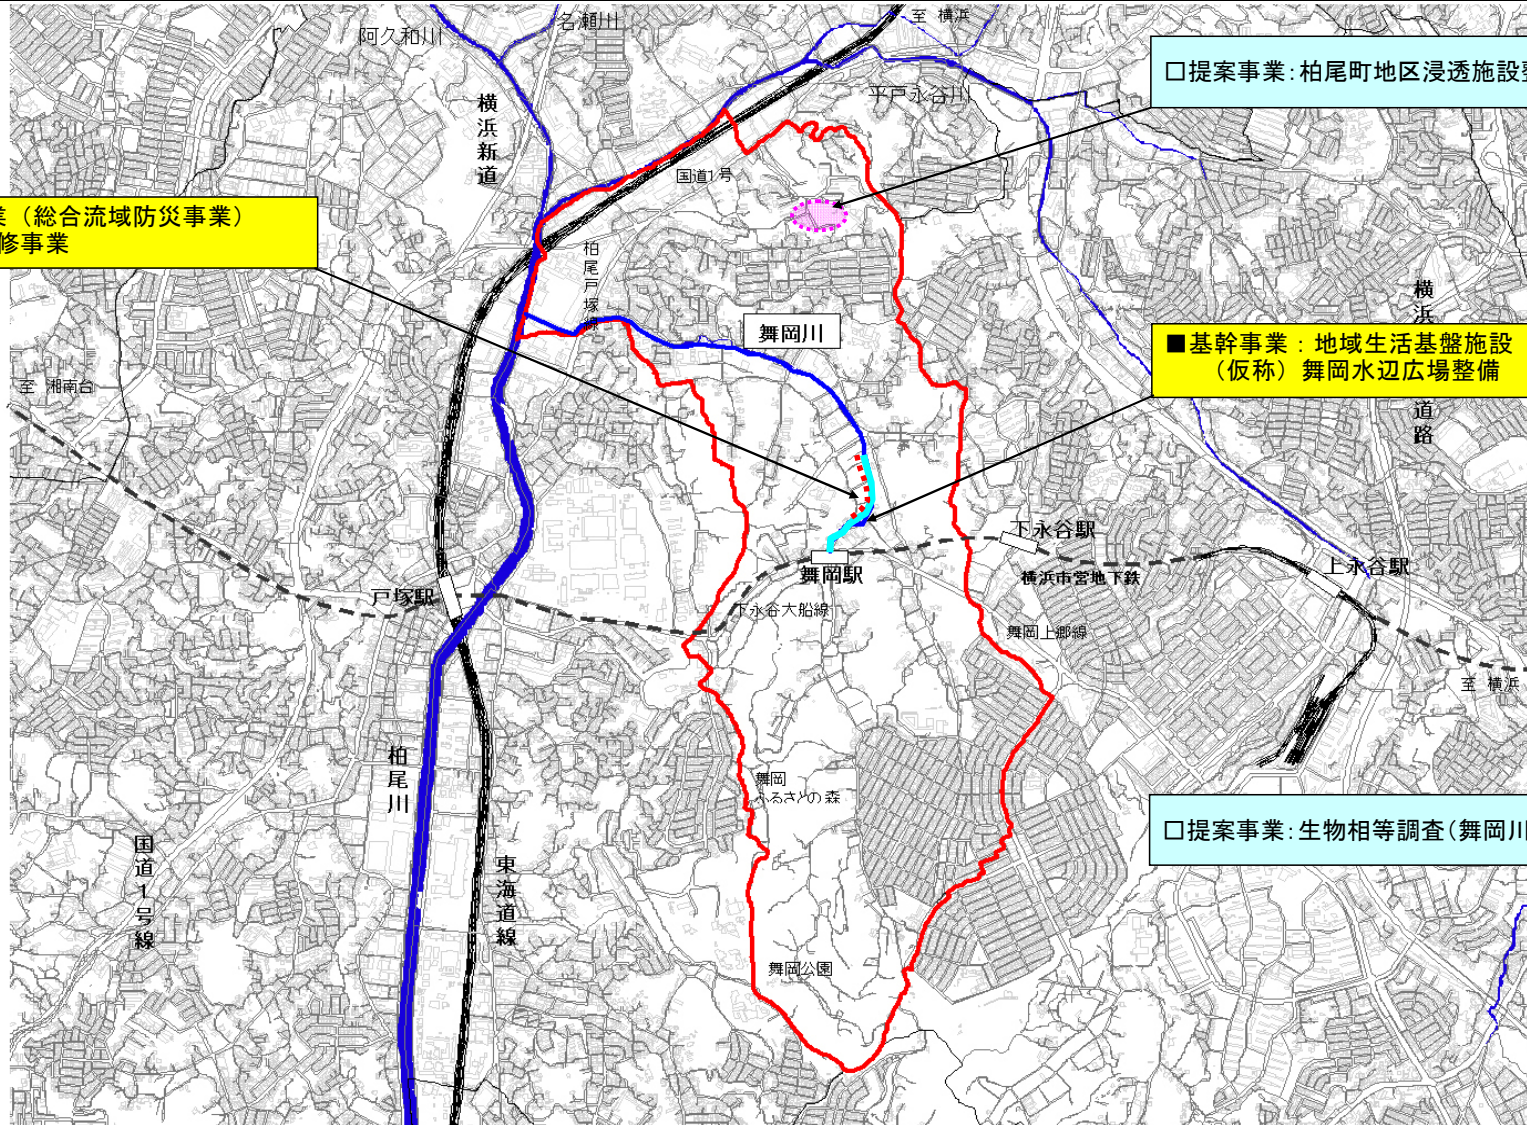 名瀬川
至 横浜
阿久和川
□提案事業：柏尾町地区浸透施設
平戸永谷川
横浜新道
国道1号
業（総合流域防災事業）
修事業
柏尾戸塚線
横浜
舞岡川
■基幹事業：地域生活基盤施設
（仮称）舞岡水辺広場整備
至 湘南台
道路
下永谷駅
舞岡駅
横浜市営地下鉄
上永谷駅
戸塚駅
下永谷大船線
舞岡上郷線
至 横浜
柏尾川
舞岡
ふるさとの森
□提案事業：生物相等調査（舞岡川
国道1号線
東海道線
舞岡公園